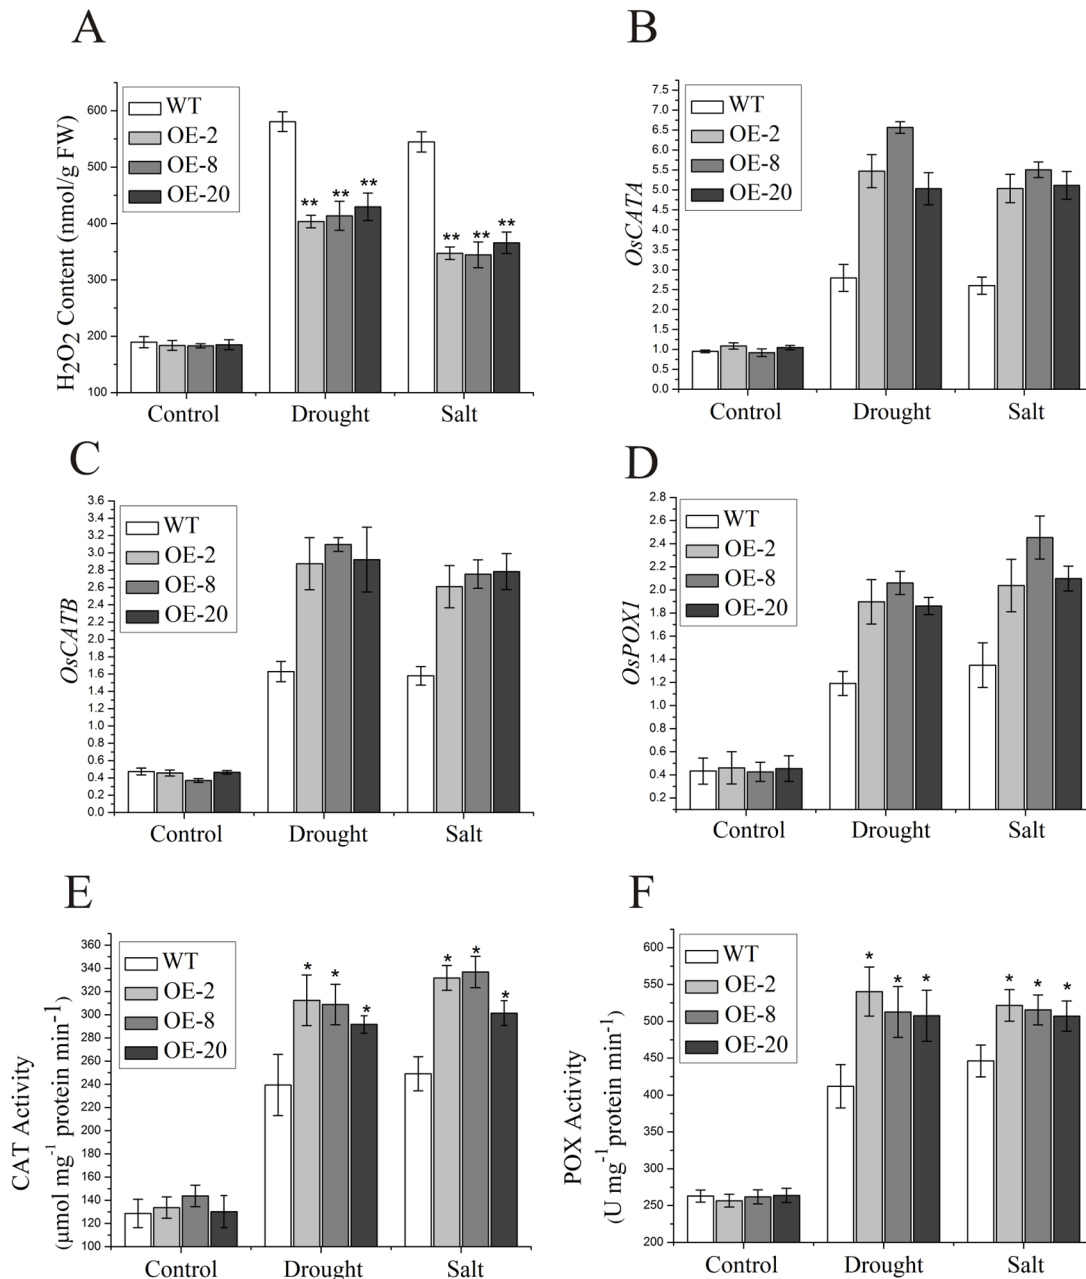 A
H2O2 Content (nmol/g FW)
600
500
400
300
200
100
WT
OE-2
OE-8
OE-20
** ** **
** ** **
Control Drought Salt
B
OsCATA
7.5
7.0
6.5
6.0
5.5
5.0
4.5
4.0
3.5
3.0
2.5
2.0
1.5
1.0
0.5
0.0
WT
OE-2
OE-8
OE-20
Control Drought Salt
C
OsCATB
3.6
3.4
3.2
3.0
2.8
2.6
2.4
2.2
2.0
1.8
1.6
1.4
1.2
1.0
0.8
0.6
0.4
0.2
0.0
WT
OE-2
OE-8
OE-20
Control Drought Salt
D
OsPOX1
2.8
2.6
2.4
2.2
2.0
1.8
1.6
1.4
1.2
1.0
0.8
0.6
0.4
0.2
WT
OE-2
OE-8
OE-20
Control Drought Salt
E
CAT Activity
(μmol mg-1 protein min-1)
360
340
320
300
280
260
240
220
200
180
160
140
120
100
WT
OE-2
OE-8
OE-20
* * *
* * *
Control Drought Salt
F
POX Activity
(U mg-1protein min-1)
600
550
500
450
400
350
300
250
200
WT
OE-2
OE-8
OE-20
* * *
* * *
Control Drought Salt